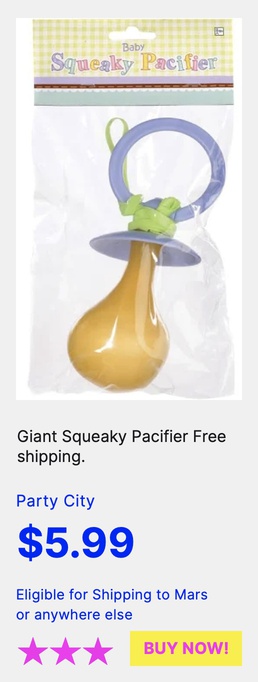 Baby
Squeaky Pacifier
Giant Squeaky Pacifier Free
shipping.
Party City
$5.99
Eligible for Shipping to Mars
or anywhere else
BUY NOW!